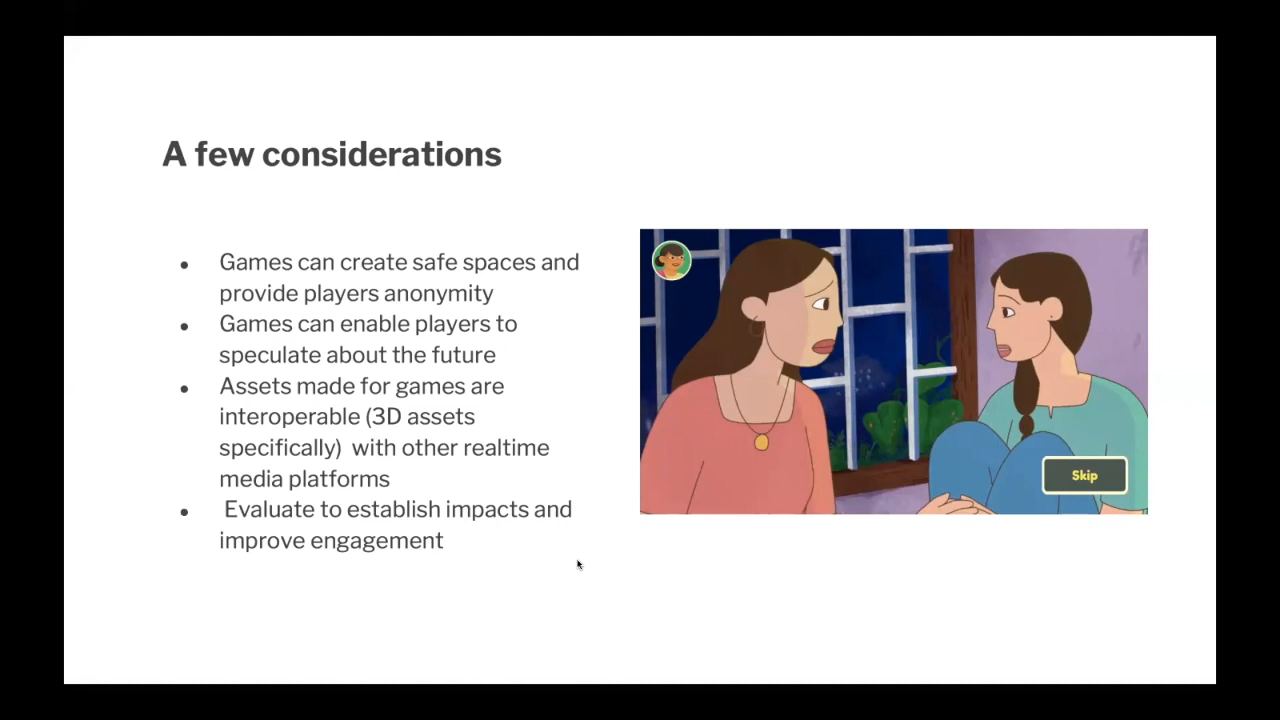 A few considerations
● Games can create safe spaces and
provide players anonymity
● Games can enable players to
speculate about the future
● Assets made for games are
interoperable (3D assets
specifically)  with other realtime
media platforms
●  Evaluate to establish impacts and
improve engagement
Skip